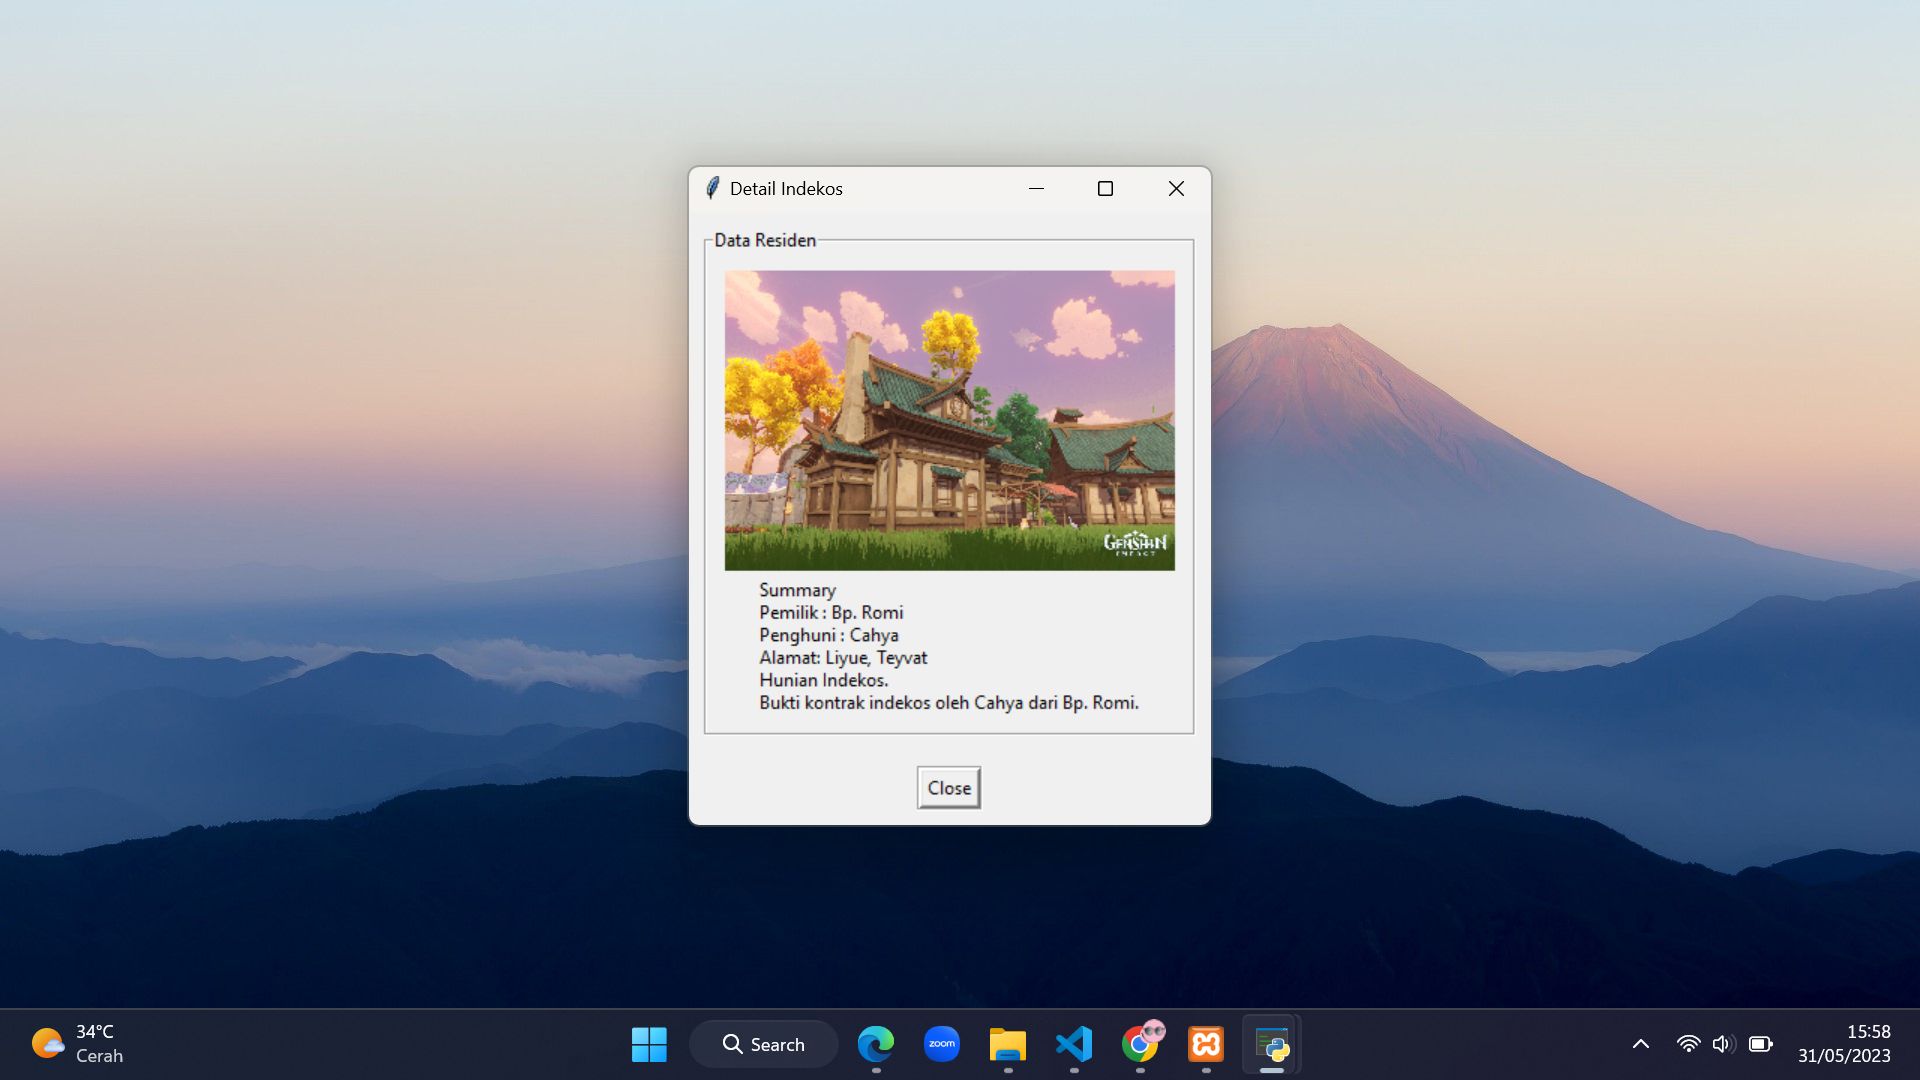 Detail Indekos
Data Residen
GENSHIN
IMPACT
Summary
Pemilik : Bp. Romi
Penghuni : Cahya
Alamat: Liyue, Teyvat
Hunian Indekos.
Bukti kontrak indekos oleh Cahya dari Bp. Romi.
Close
34°C
Cerah
Search
zoom
15:58
31/05/2023